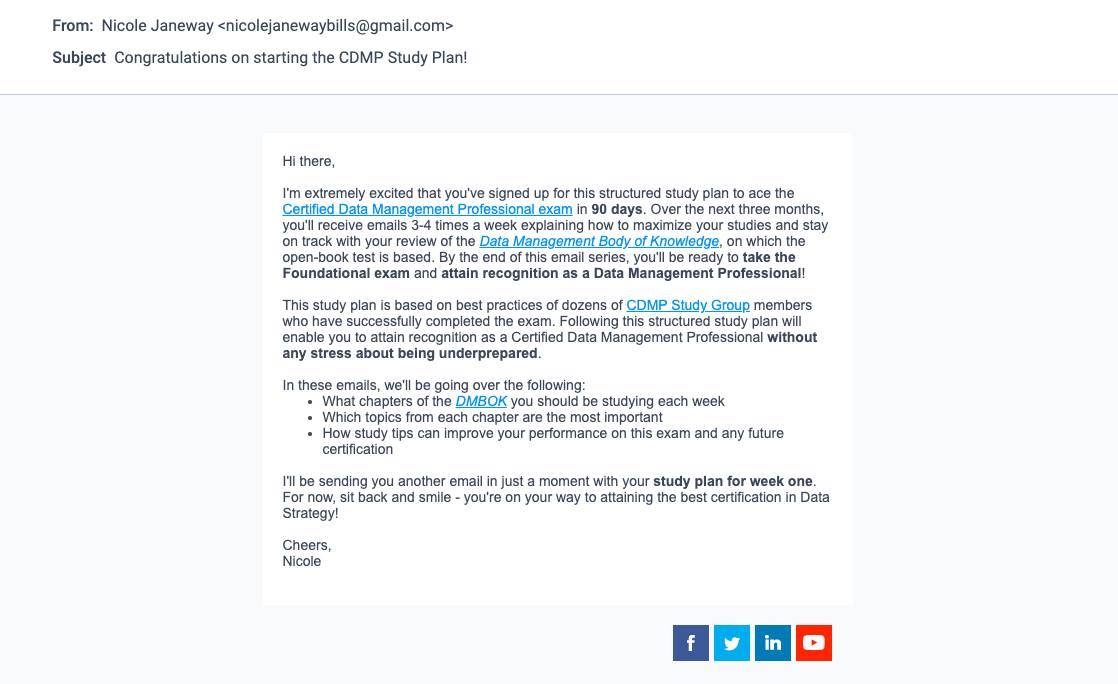 From: Nicole Janeway <nicolejanewaybills@gmail.com>
Subject Congratulations on starting the CDMP Study Plan!
Hi there,
I'm extremely excited that you've signed up for this structured study plan to ace the
Certified Data Management Professional exam in 90 days. Over the next three months,
you'll receive emails 3-4 times a week explaining how to maximize your studies and stay
on track with your review of the Data Management Body of Knowledge, on which the
open-book test is based. By the end of this email series, you'll be ready to take the
Foundational exam and attain recognition as a Data Management Professional!
This study plan is based on best practices of dozens of CDMP Study Group members
who have successfully completed the exam. Following this structured study plan will
enable you to attain recognition as a Certified Data Management Professional without
any stress about being underprepared.
In these emails, we'll be going over the following:
• What chapters of the DMBOK you should be studying each week
• Which topics from each chapter are the most important
• How study tips can improve your performance on this exam and any future
certification
I'll be sending you another email in just a moment with your study plan for week one.
For now, sit back and smile - you're on your way to attaining the best certification in Data
Strategy!
Cheers,
Nicole
f in